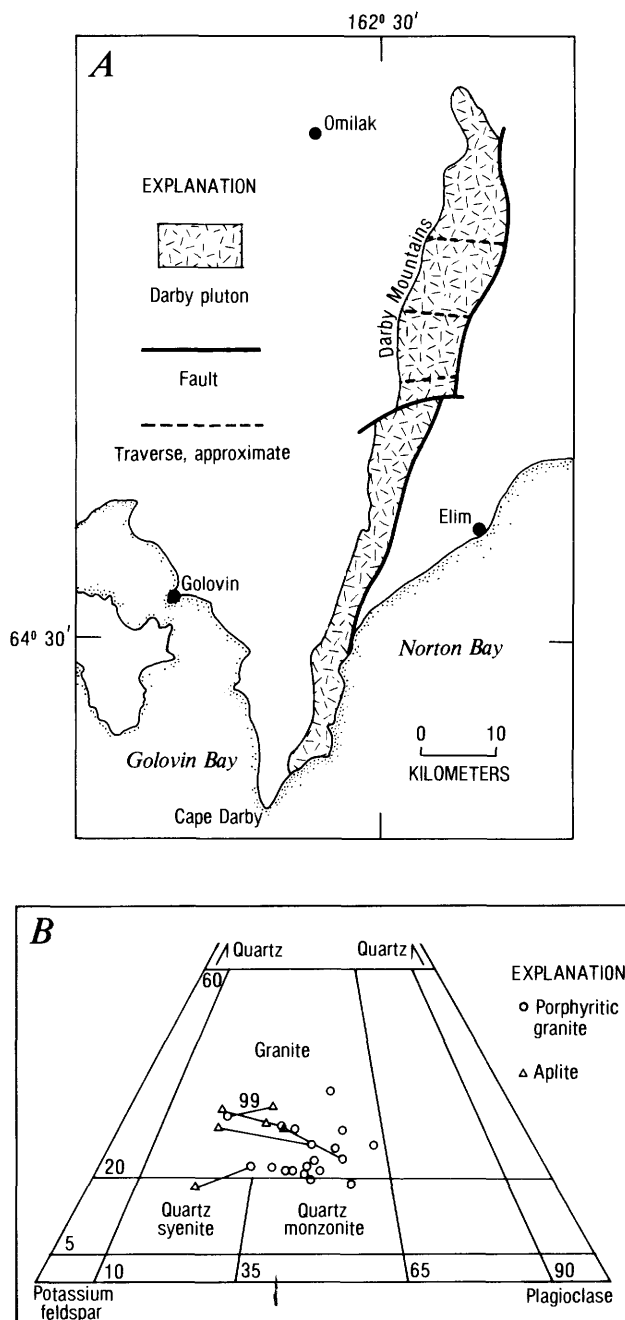 162° 30'
A
Omilak
EXPLANATION
Darby pluton
Darby Mountains
Fault
Traverse, approximate
Elim
Golovin
64° 30'
Norton Bay
0 10
KILOMETERS
Golovin Bay
Cape Darby
B
Quartz Quartz
60
EXPLANATION
Porphyritic
granite
Granite
Aplite
99
20
Quartz
syenite
Quartz
monzonite
5
10 35 65 90
Potassium
feldspar
Plagioclase